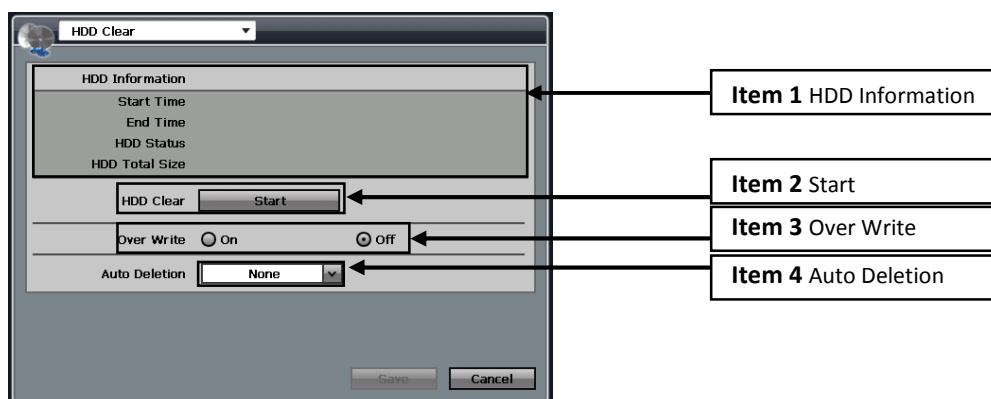 HDD Clear
HDD Information
Start Time
End Time
HDD Status
HDD Total Size
HDD Clear Start
Over Write On Off
Auto Deletion None
Save Cancel
Item 1 HDD Information
Item 2 Start
Item 3 Over Write
Item 4 Auto Deletion